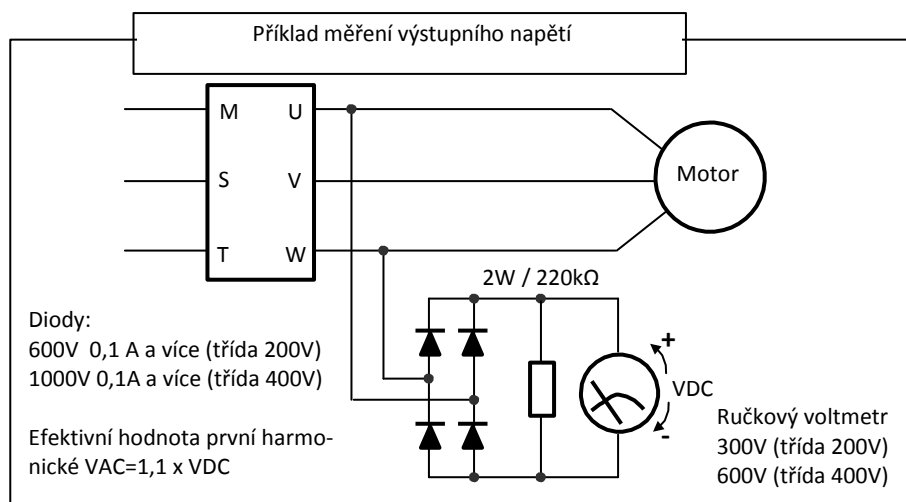 Příklad měření výstupního napětí
M U
S V
T W
Motor
2W / 220kΩ
Diody:
600V 0,1 A a více (třída 200V)
1000V 0,1A a více (třída 400V)
Efektivní hodnota první harmo-
nické VAC=1,1 x VDC
+
VDC
-
Ručkový voltmetr
300V (třída 200V)
600V (třída 400V)